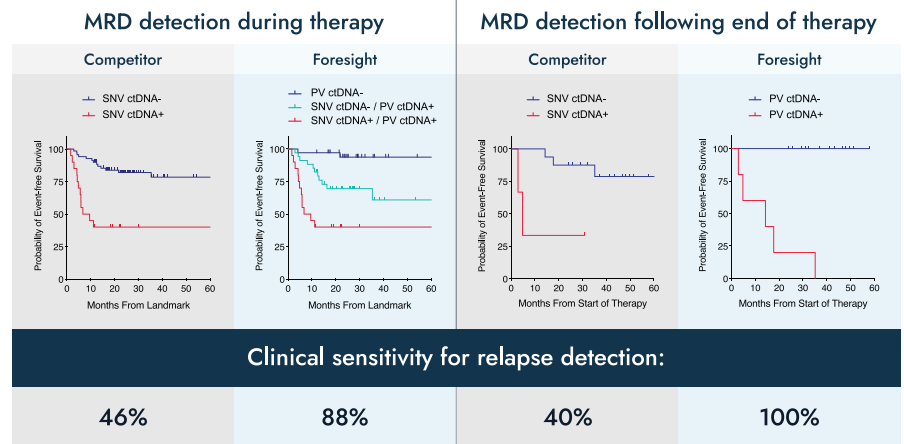 MRD detection during therapy
MRD detection following end of therapy
Competitor
Foresight
Competitor
Foresight
SNV ctDNA-
SNV ctDNA+
Probability of Event-free Survival
100
75
50
25
0
0 10 20 30 40 50 60
Months From Landmark
PV ctDNA-
SNV ctDNA- / PV ctDNA+
SNV ctDNA+ / PV ctDNA+
Probability of Event-free Survival
100
75
50
25
0
0 10 20 30 40 50 60
Months From Landmark
SNV ctDNA-
SNV ctDNA+
Probability of Event-free Survival
100
75
50
25
0
0 10 20 30 40 50 60
Months From Start of Therapy
PV ctDNA-
PV ctDNA+
Probability of Event-free Survival
100
75
50
25
0
0 10 20 30 40 50 60
Months From Start of Therapy
Clinical sensitivity for relapse detection:
46%
88%
40%
100%